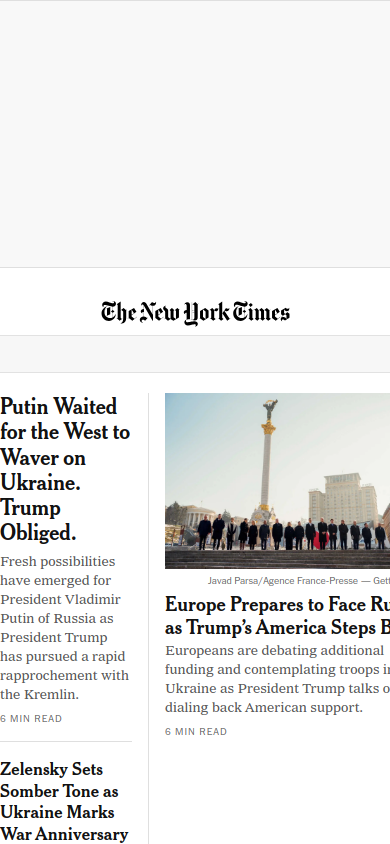 The New York Times
Putin Waited
for the West to
Waver on
Ukraine.
Trump
Obliged.
Fresh possibilities
have emerged for
President Vladimir
Putin of Russia as
President Trump
has pursued a rapid
rapprochement with
the Kremlin.
6 MIN READ
Zelensky Sets
Somber Tone as
Ukraine Marks
War Anniversary
Javad Parsa/Agence France-Presse — Gett
Europe Prepares to Face Ru
as Trump’s America Steps B
Europeans are debating additional
funding and contemplating troops i
Ukraine as President Trump talks o
dialing back American support.
6 MIN READ